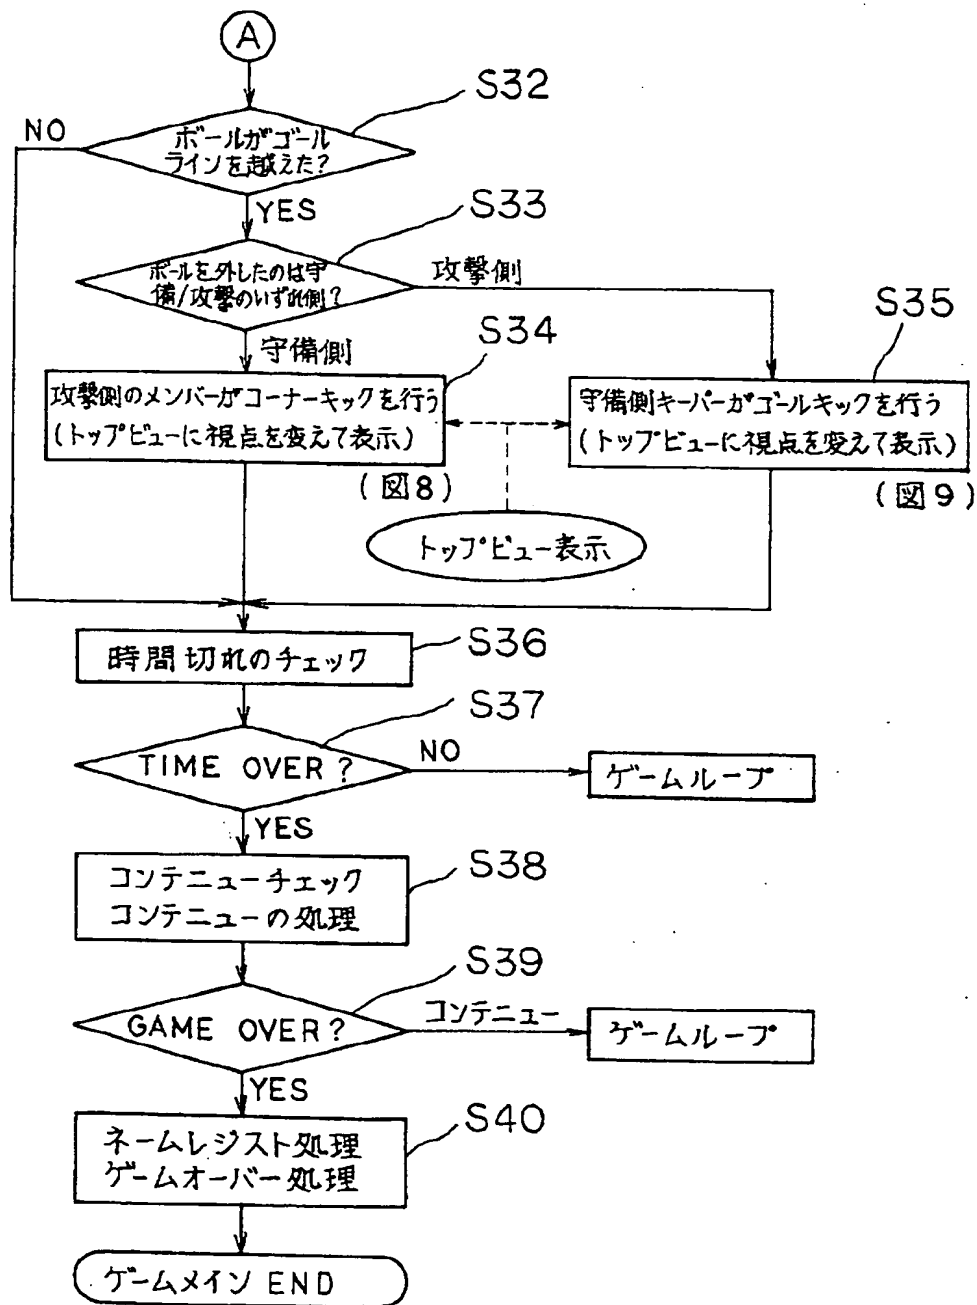 A
S32
NO
ボールがゴール
ラインを越えた?
YES
S33
ボールを外したのは守
備/攻撃のいずれ側?
攻撃側
守備側
S34
S35
攻撃側のメンバーがコーナーキックを行う
(トップビューに視点を変えて表示)
(図8)
守備側キーパーがゴールキックを行う
(トップビューに視点を変えて表示)
(図9)
トップビュー表示
時間切れのチェック
S36
S37
TIME OVER?
NO
ゲームループ
YES
コンテニューチェック
コンテニューの処理
S38
S39
GAME OVER?
コンテニュー
ゲームループ
YES
S40
ネームレジスト処理
ゲームオーバー処理
ゲームメイン END